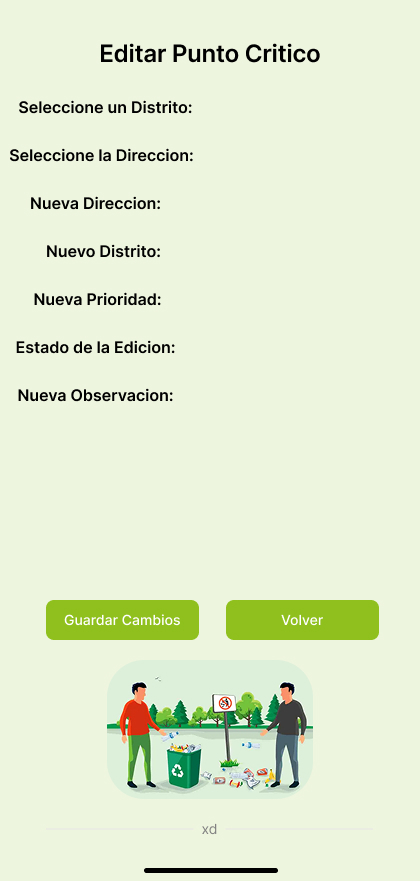 Editar Punto Critico
Seleccione un Distrito:
Seleccione la Direccion:
Nueva Direccion:
Nuevo Distrito:
Nueva Prioridad:
Estado de la Edicion:
Nueva Observacion:
Guardar Cambios
Volver
xd